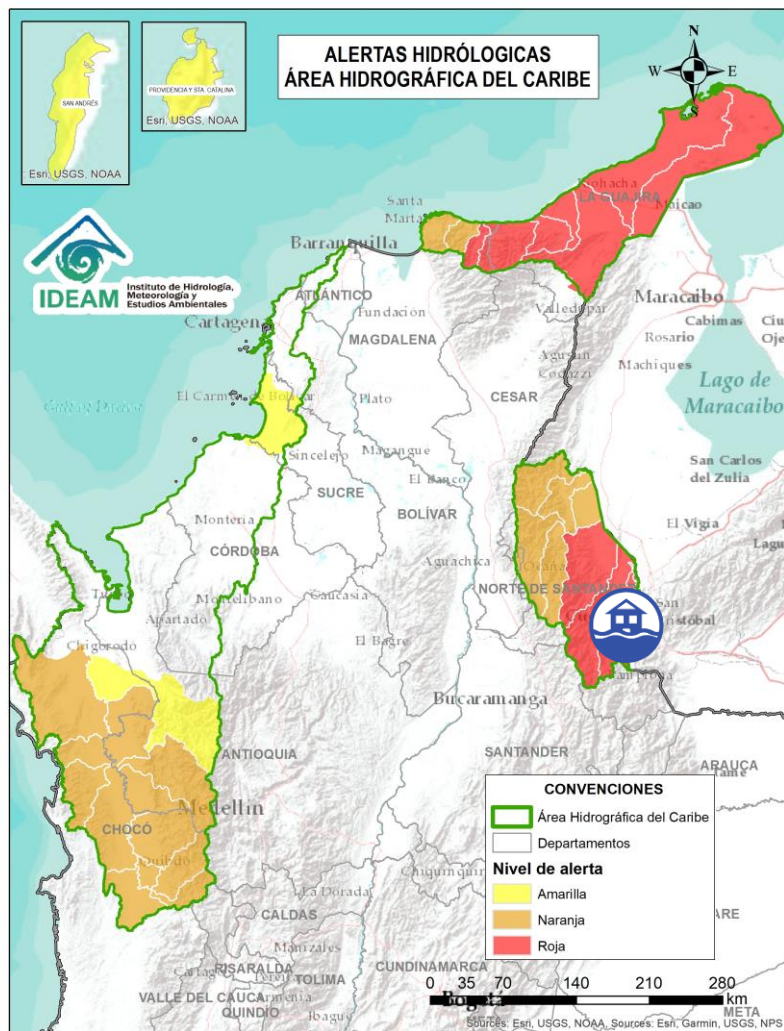 ALERTAS HIDRÓLOGICAS
ÁREA HIDROGRÁFICA DEL CARIBE
N
W
E
S
SAN ANDRÉS
Esri, USGS, NOAA
PROVIDENCIA Y STA. CATALINA
Esri, USGS, NOAA
IDEAM
Instituto de Hidrología,
Meteorología y
Estudios Ambientales
Santa
Marta
LA GUAJIRA
Maicao
Barranquilla
ATLÁNTICO
Maracaibo
Fundación
Valledupar
Cabimas
Rosario
MAGDALENA
Machiques
Agustín
Codazzi
Lago de
Maracaibo
CESAR
El Carmen de Bolívar
Plato
Sincelejo
Magangue
San Carlos
del Zulia
El Banco
SUCRE
BOLÍVAR
El Vigía
Montería
CÓRDOBA
Aguachica
Ocaña
NORTE DE SANTANDER
Montelibano
Caucasia
Apartado
San
El Bagre
Chigorodó
Bucaramanga
ANTIOQUIA
SANTANDER
ARAUCA
Medellín
CHOCÓ
Quibdó
La Dorada
CALDAS
Manizales
RISARALDA
TOLIMA
CUNDINAMARCA
VALLE DEL CAUCA
Armenia
QUINDÍO
Bogotá
META
CONVENCIONES
Área Hidrográfica del Caribe
Departamentos
Nivel de alerta
Amarilla
Naranja
Roja
0 35 70 140 210 280
km
Sources: Esri, USGS, NOAA, Sources: Esri, Garmin, USGS, NPS